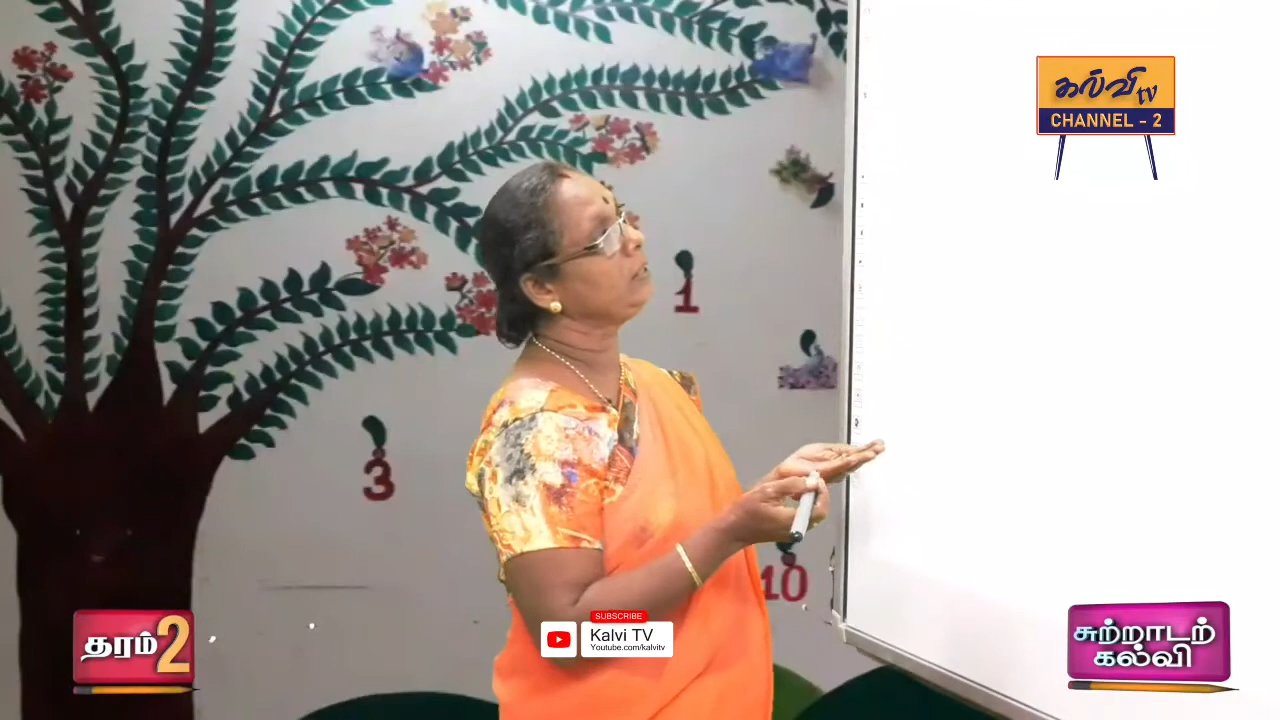 கல்வி tv
CHANNEL - 2
1
3
10
தரம் 2
SUBSCRIBE
Kalvi TV
Youtube.com/kalvitv
சுற்றாடற்
கல்வி